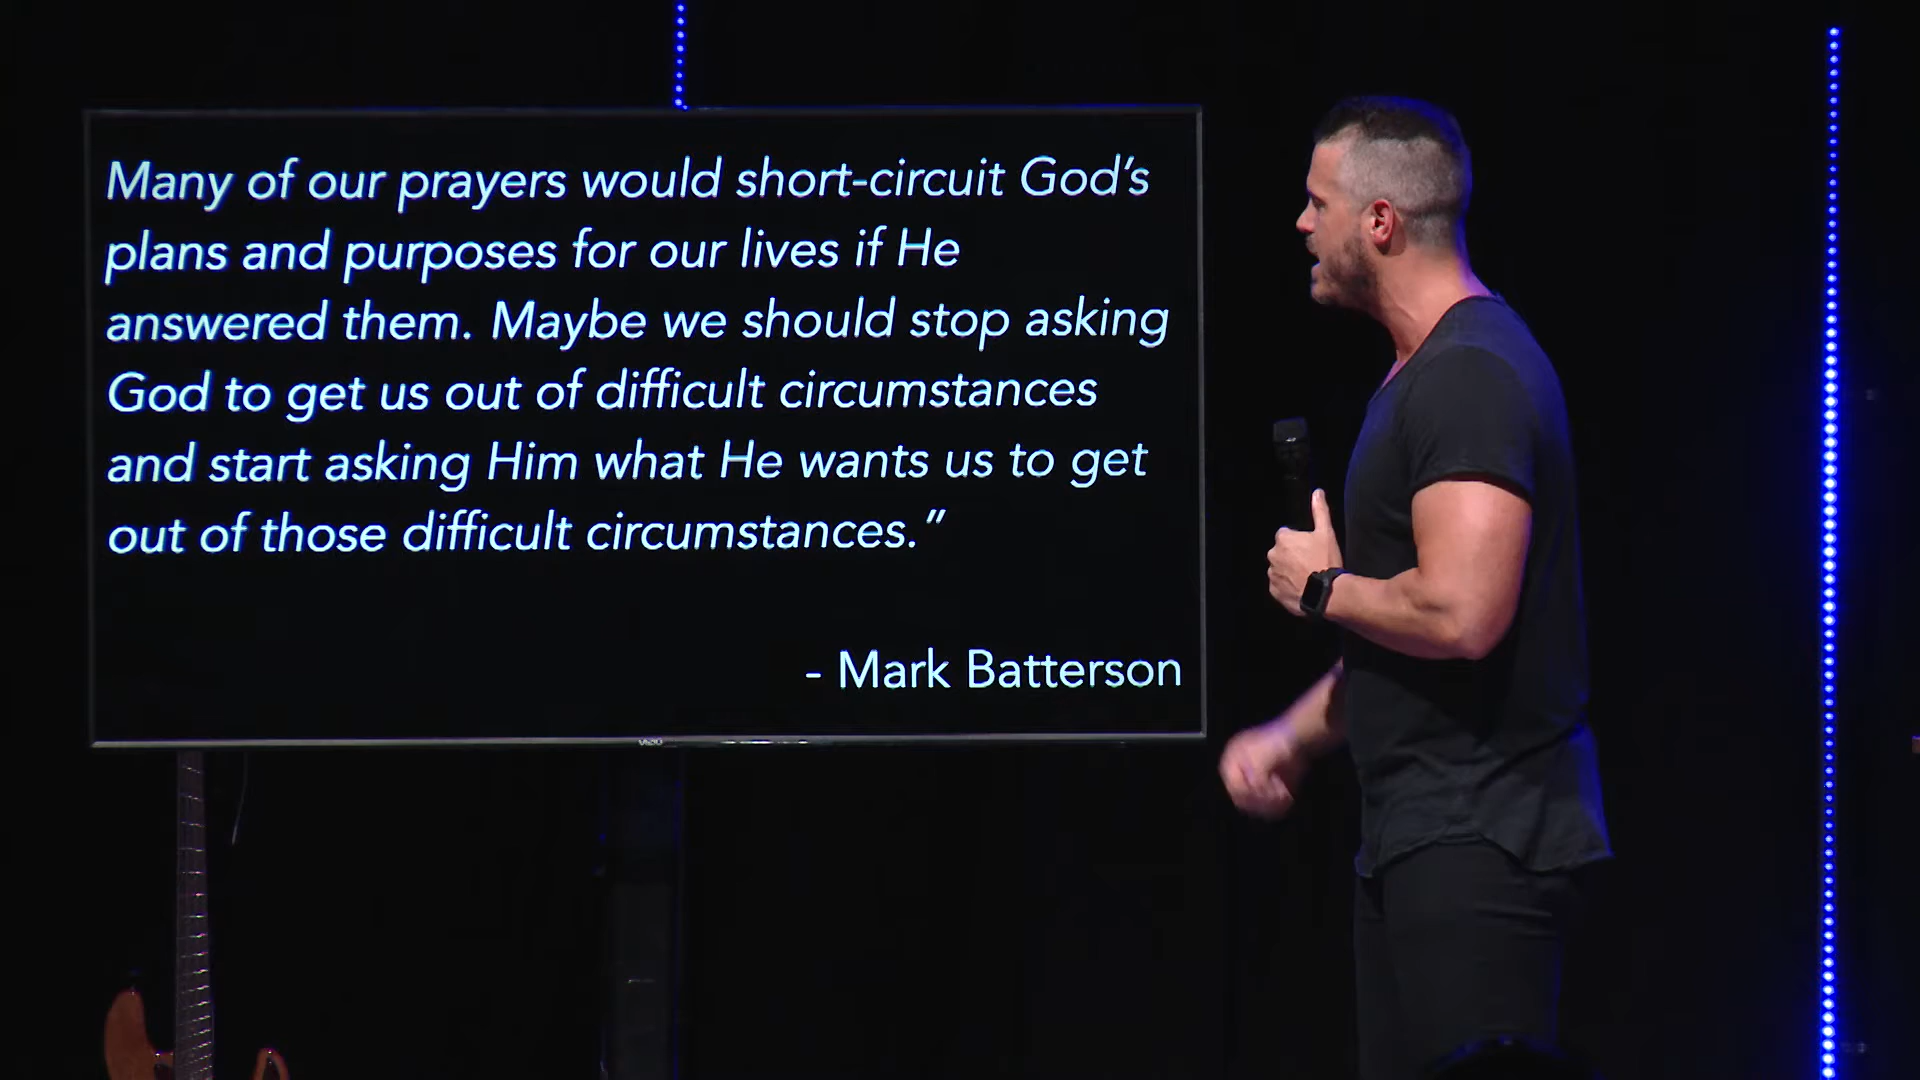 Many of our prayers would short-circuit God’s
plans and purposes for our lives if He
answered them. Maybe we should stop asking
God to get us out of difficult circumstances
and start asking Him what He wants us to get
out of those difficult circumstances.”
- Mark Batterson
VIZIO